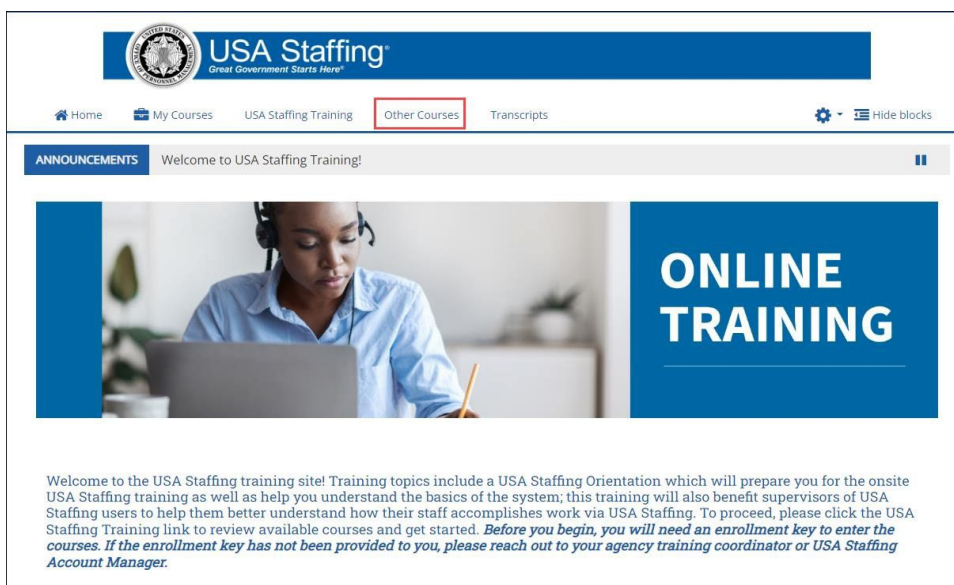 UNITED STATES
OFFICE OF PERSONNEL MANAGEMENT
USA Staffing®
Great Government Starts Here®
Home My Courses USA Staffing Training Other Courses Transcripts Hide blocks
ANNOUNCEMENTS Welcome to USA Staffing Training!
ONLINE
TRAINING
Welcome to the USA Staffing training site! Training topics include a USA Staffing Orientation which will prepare you for the onsite
USA Staffing training as well as help you understand the basics of the system; this training will also benefit supervisors of USA
Staffing users to help them better understand how their staff accomplishes work via USA Staffing. To proceed, please click the USA
Staffing Training link to review available courses and get started. Before you begin, you will need an enrollment key to enter the
courses. If the enrollment key has not been provided to you, please reach out to your agency training coordinator or USA Staffing
Account Manager.